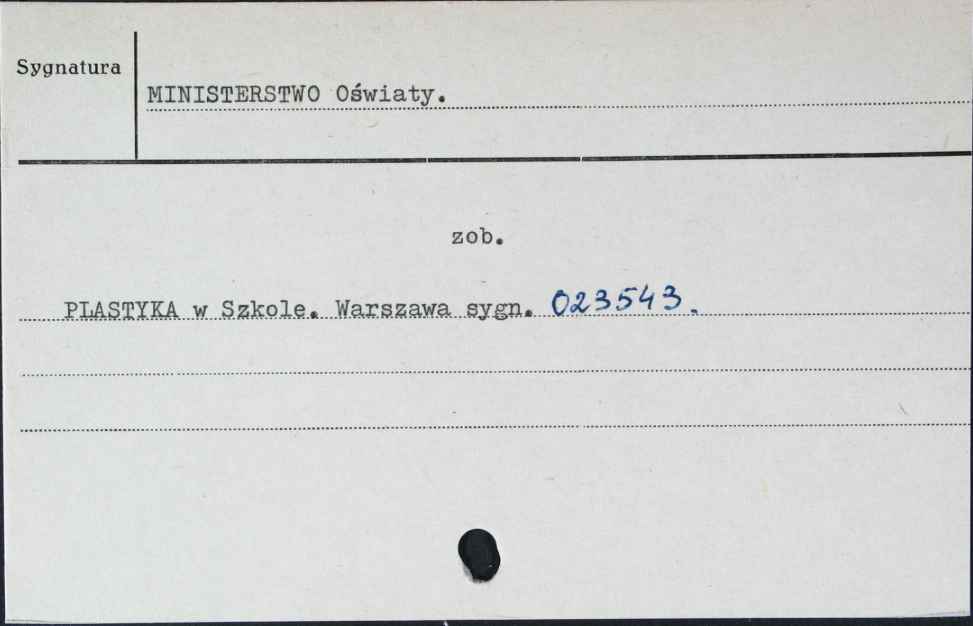 Sygnatura
MINISTERSTWO Oświaty.
zob.
PLASTYKA w Szkole. Warszawa sygn. 023543.